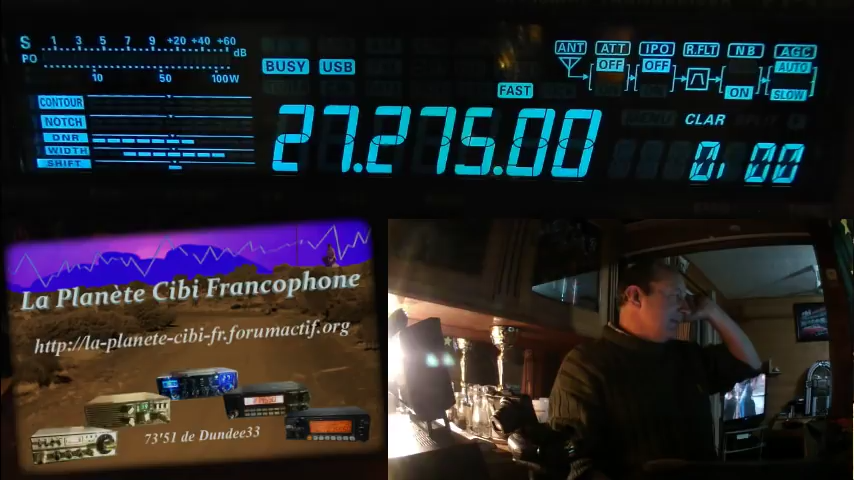 S 1 3 5 7 9 +20 +40 +60 dB
PO 10 50 100W
BUSY USB
ANT ATT IPO R.FLT NB AGC
OFF OFF AUTO
FAST ON SLOW
CONTOUR
NOTCH
DNR
WIDTH
SHIFT
27.275.00
CLAR
0.00
La Planète Cibi Francophone
http://la-planete-cibi-fr.forumactif.org
73'51 de Dundee33